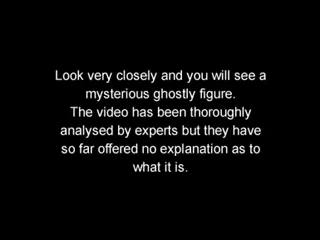 Look very closely and you will see a
mysterious ghostly figure.
The video has been thoroughly
analysed by experts but they have
so far offered no explanation as to
what it is.